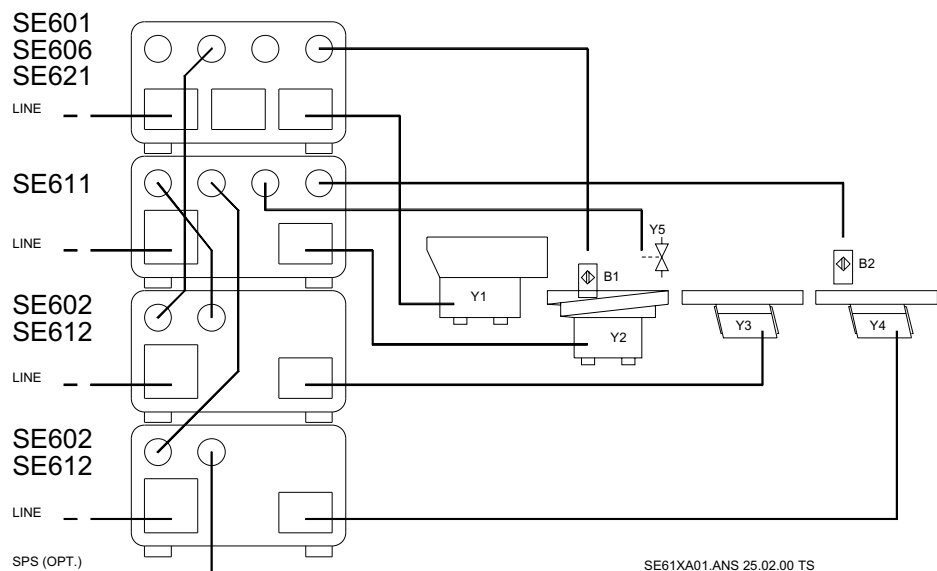 SE601
SE606
SE621
LINE
SE611
LINE
Y5
B1
B2
Y1
Y2
Y3
Y4
SE602
SE612
LINE
SE602
SE612
LINE
SPS (OPT.)
SE61XA01.ANS 25.02.00 TS